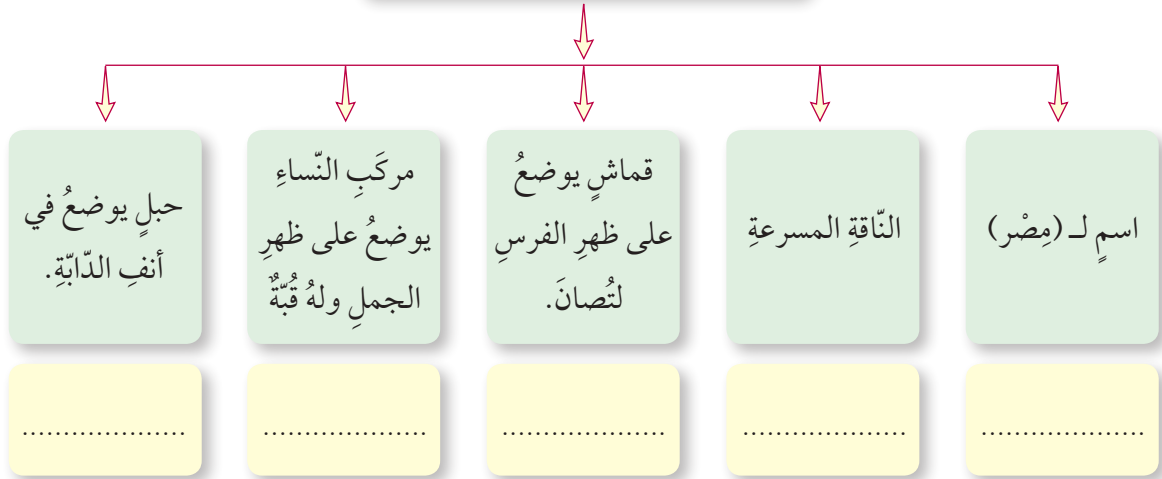 اسمٍ لـ (مِصْر)
النّاقةِ المسرعةِ
قماشٍ يوضعُ
على ظهرِ الفرسِ
لتُصانَ.
مركَبِ النّساءِ
يوضعُ على ظهرِ
الجملِ ولهُ قُبّةٌ
حبلٍ يوضعُ في
أنفِ الدّابّةِ.
....................
....................
....................
....................
....................